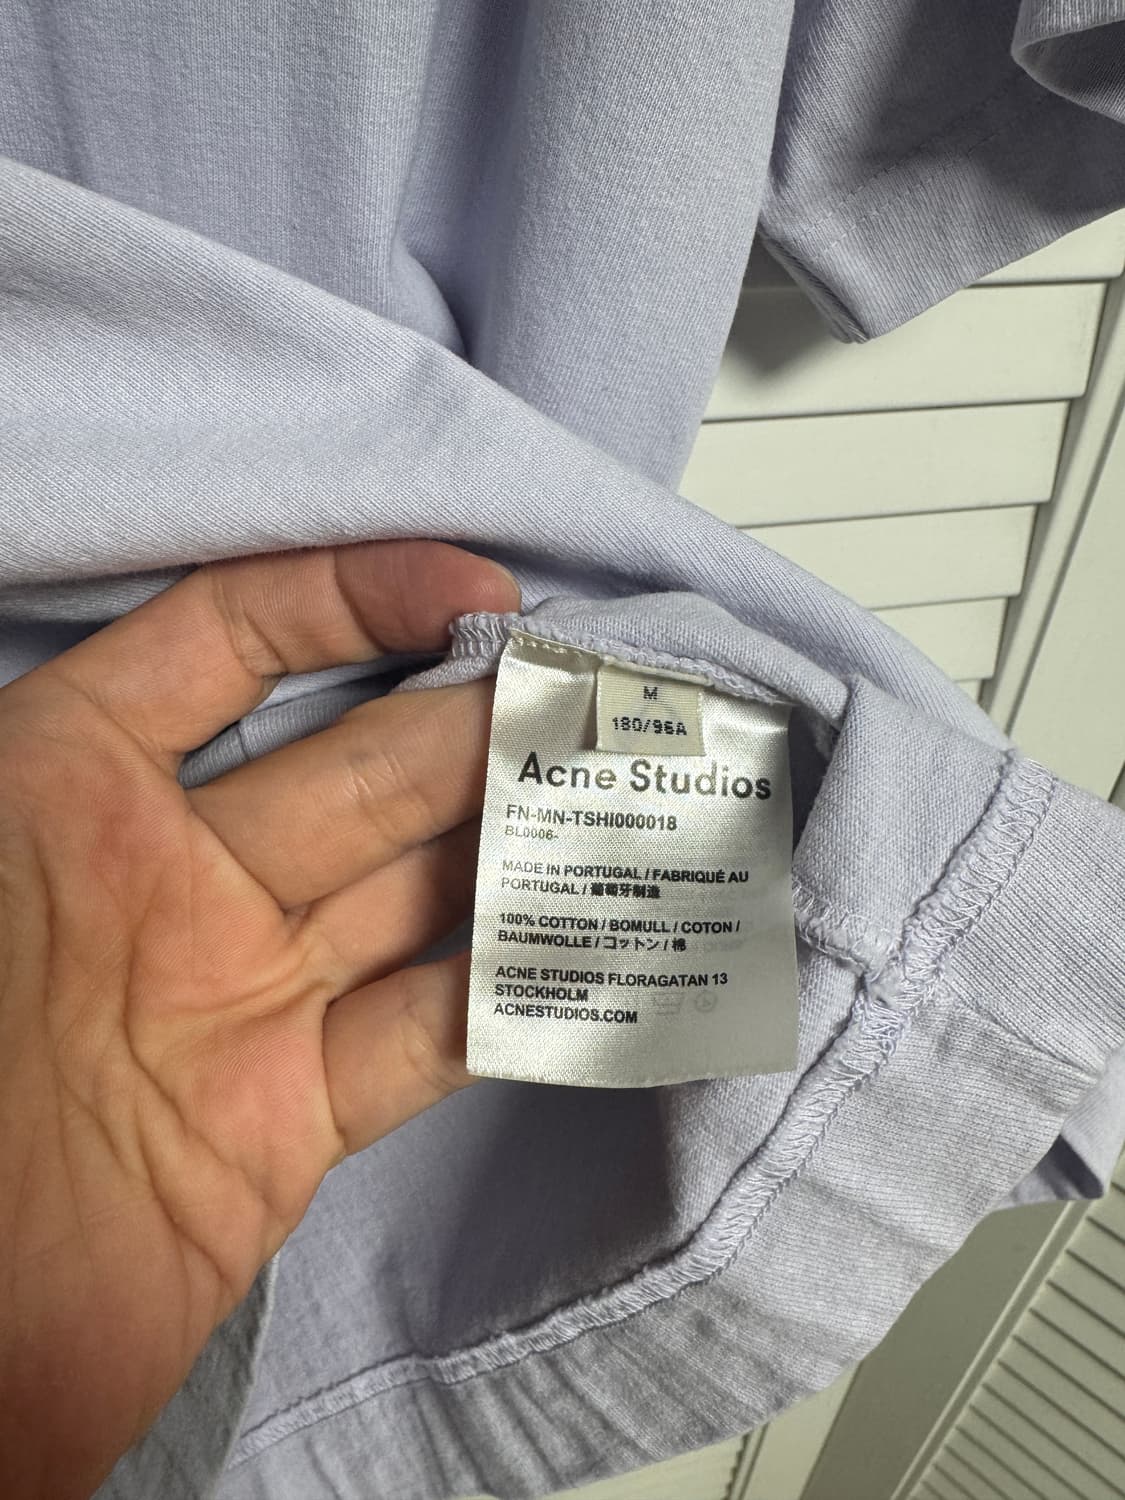 M
180/96A
Acne Studios
FN-MN-TSHI000018
BL0006-
MADE IN PORTUGAL / FABRIQUÉ AU
PORTUGAL / 葡萄牙制造
100% COTTON / BOMULL / COTON /
BAUMWOLLE / コットン / 棉
ACNE STUDIOS FLORAGATAN 13
STOCKHOLM
ACNESTUDIOS.COM